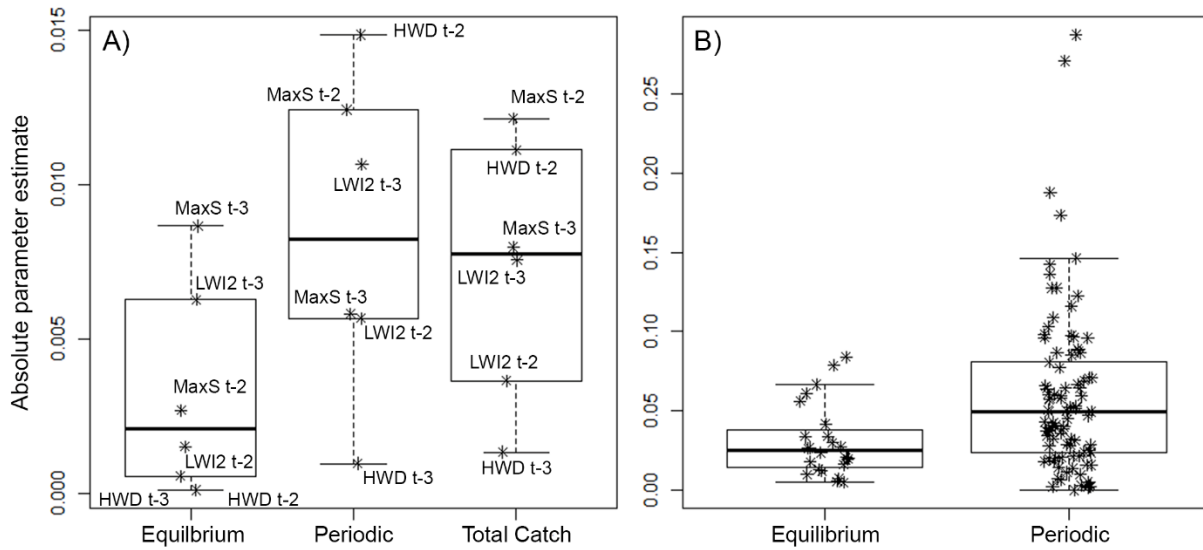 A)
Absolute parameter estimate
0.015
0.010
0.005
0.000
MaxS t-3
LWI2 t-3
MaxS t-2
LWI2 t-2
HWD t-3
HWD t-2
HWD t-2
MaxS t-2
LWI2 t-3
MaxS t-3
LWI2 t-2
HWD t-3
MaxS t-2
HWD t-2
MaxS t-3
LWI2 t-3
LWI2 t-2
HWD t-3
Equilbrium
Periodic
Total Catch
B)
0.25
0.20
0.15
0.10
0.05
0.00
Equilibrium
Periodic